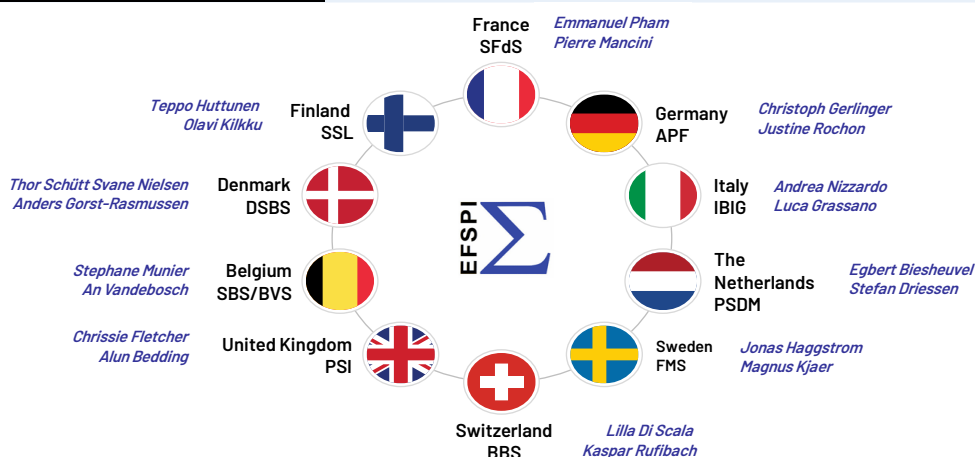 France
SFdS
Emmanuel Pham
Pierre Mancini
Teppo Huttunen
Olavi Kilkku
Finland
SSL
Germany
APF
Christoph Gerlinger
Justine Rochon
Thor Schütt Svane Nielsen
Anders Gorst-Rasmussen
Denmark
DSBS
Italy
IBIG
Andrea Nizzardo
Luca Grassano
EFSPI
Σ
Stephane Munier
An Vandebosch
Belgium
SBS/BVS
The
Netherlands
PSDM
Egbert Biesheuvel
Stefan Driessen
Chrissie Fletcher
Alun Bedding
United Kingdom
PSI
Sweden
FMS
Jonas Haggstrom
Magnus Kjaer
Switzerland
BBS
Lilla Di Scala
Kaspar Rufibach